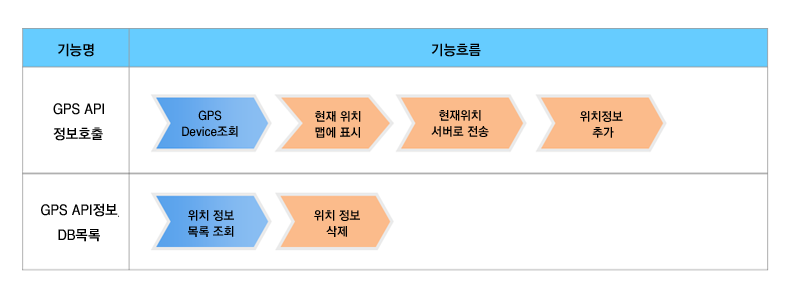 기능명
기능흐름
GPS API
정보호출
GPS
Device조회
현재 위치
맵에 표시
현재위치
서버로 전송
위치정보
추가
GPS API정보
DB목록
위치 정보
목록 조회
위치 정보
삭제